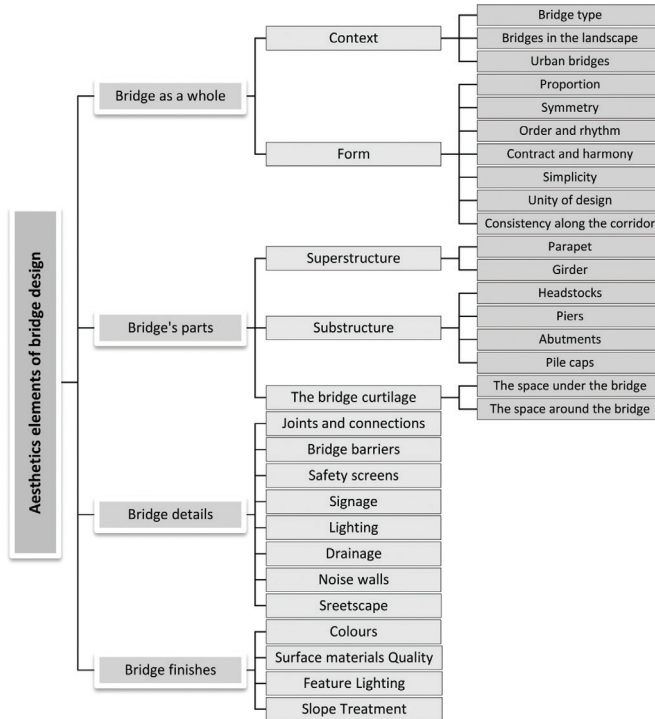 Aesthetics elements of bridge design
Bridge as a whole
Context
Bridge type
Bridges in the landscape
Urban bridges
Form
Proportion
Symmetry
Order and rhythm
Contract and harmony
Simplicity
Unity of design
Consistency along the corridor
Bridge's parts
Superstructure
Parapet
Girder
Substructure
Headstocks
Piers
Abutments
Pile caps
The bridge curtilage
The space under the bridge
The space around the bridge
Bridge details
Joints and connections
Bridge barriers
Safety screens
Signage
Lighting
Drainage
Noise walls
Sreetscape
Bridge finishes
Colours
Surface materials Quality
Feature Lighting
Slope Treatment